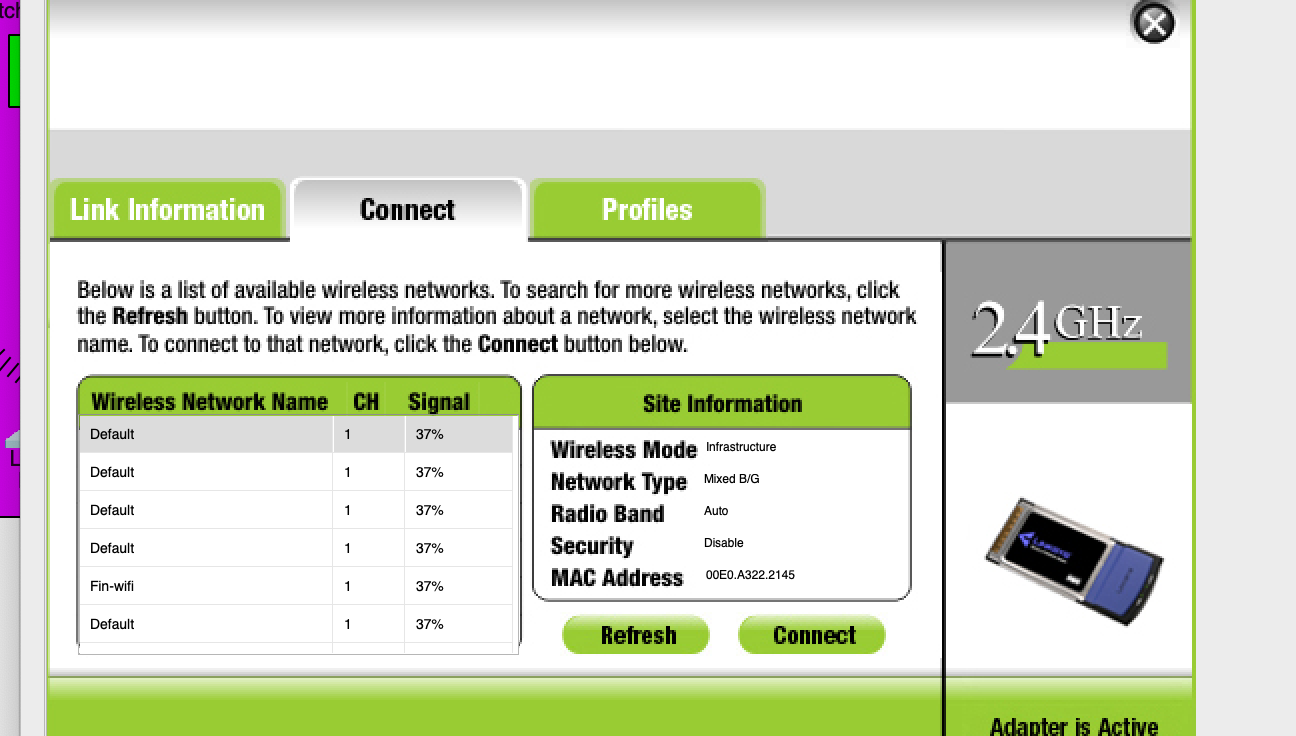 Link Information
Connect
Profiles
Below is a list of available wireless networks. To search for more wireless networks, click
the Refresh button. To view more information about a network, select the wireless network
name. To connect to that network, click the Connect button below.
Wireless Network Name CH Signal
Default 1 37%
Default 1 37%
Default 1 37%
Default 1 37%
Fin-wifi 1 37%
Default 1 37%
Site Information
Wireless Mode Infrastructure
Network Type Mixed B/G
Radio Band Auto
Security Disable
MAC Address 00E0.A322.2145
Refresh
Connect
2.4GHz
LINKSYS
Adapter is Active